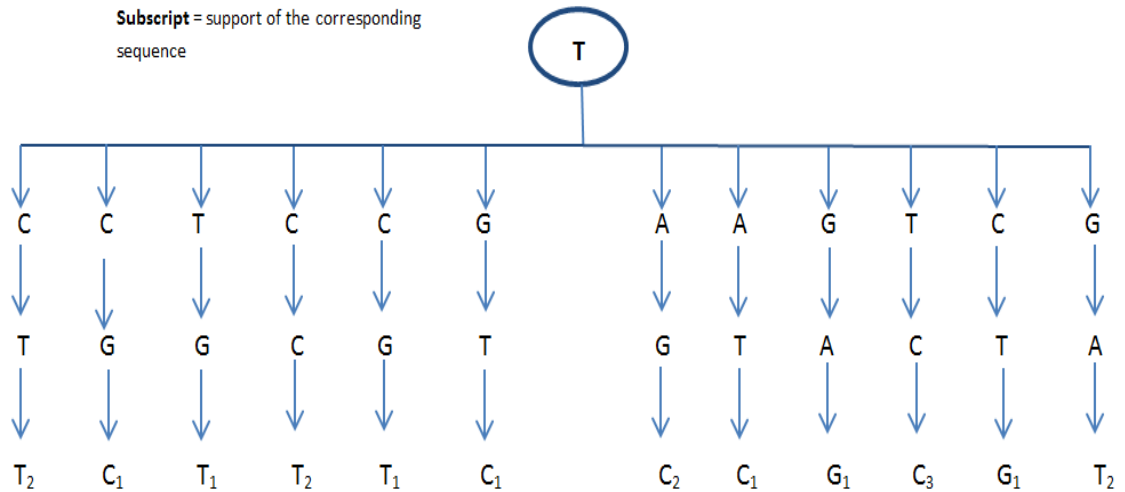 Subscript = support of the corresponding
sequence
T
C C T C C G A A G T C G
T G G C G T G T A C T A
T₂ C₁ T₁ T₂ T₁ C₁ C₂ C₁ G₁ C₃ G₁ T₂